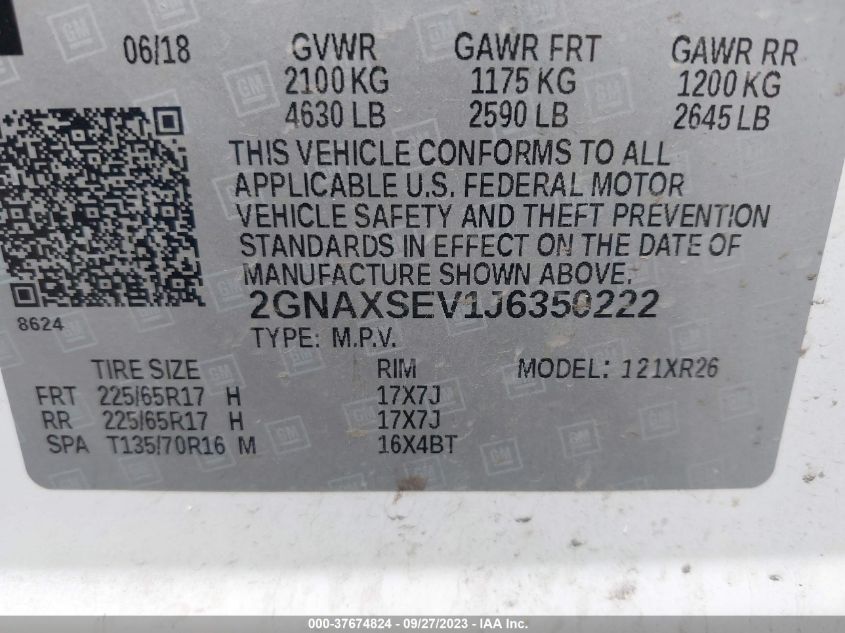 06/18 GVWR GAWR FRT GAWR RR
2100 KG 1175 KG 1200 KG
4630 LB 2590 LB 2645 LB
THIS VEHICLE CONFORMS TO ALL
APPLICABLE U.S. FEDERAL MOTOR
VEHICLE SAFETY AND THEFT PREVENTION
STANDARDS IN EFFECT ON THE DATE OF
MANUFACTURE SHOWN ABOVE.
2GNAXSEV1J6350222
8624
TYPE: M.P.V.
TIRE SIZE RIM MODEL: 121XR26
FRT 225/65R17 H 17X7J
RR 225/65R17 H 17X7J
SPA T135/70R16 M 16X4BT
GM
000-37674824 / 09/27/2023 / IAA Inc.